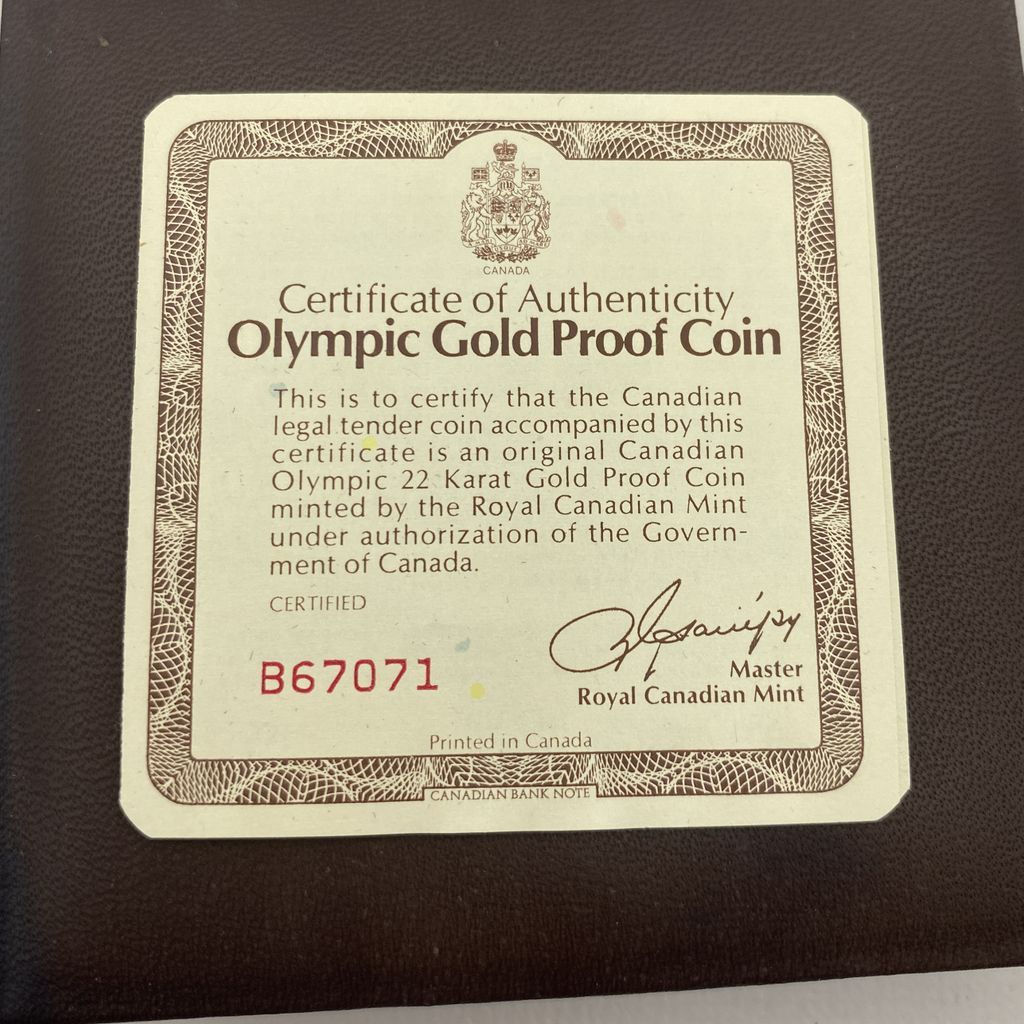 CANADA
Certificate of Authenticity
Olympic Gold Proof Coin
This is to certify that the Canadian
legal tender coin accompanied by this
certificate is an original Canadian
Olympic 22 Karat Gold Proof Coin
minted by the Royal Canadian Mint
under authorization of the Govern-
ment of Canada.
CERTIFIED
B67071
Master
Royal Canadian Mint
Printed in Canada
CANADIAN BANK NOTE